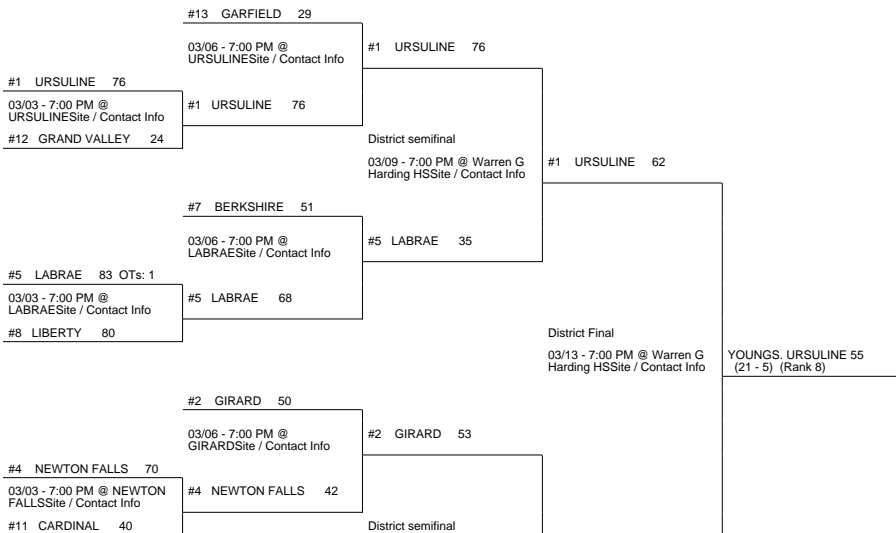 #13 GARFIELD 29
03/06 - 7:00 PM @
URSULINESite / Contact Info
#1 URSULINE 76
#1 URSULINE 76
03/03 - 7:00 PM @
URSULINESite / Contact Info
#1 URSULINE 76
#12 GRAND VALLEY 24
District semifinal
03/09 - 7:00 PM @ Warren G
Harding HSSite / Contact Info
#1 URSULINE 62
#7 BERKSHIRE 51
03/06 - 7:00 PM @
LABRAESite / Contact Info
#5 LABRAE 35
#5 LABRAE 83 OTs: 1
03/03 - 7:00 PM @
LABRAESite / Contact Info
#5 LABRAE 68
#8 LIBERTY 80
District Final
03/13 - 7:00 PM @ Warren G
Harding HSSite / Contact Info
YOUNGS. URSULINE 55
(21 - 5) (Rank 8)
#2 GIRARD 50
03/06 - 7:00 PM @
GIRARDSite / Contact Info
#2 GIRARD 53
#4 NEWTON FALLS 70
03/03 - 7:00 PM @ NEWTON
FALLSSite / Contact Info
#4 NEWTON FALLS 42
#11 CARDINAL 40
District semifinal